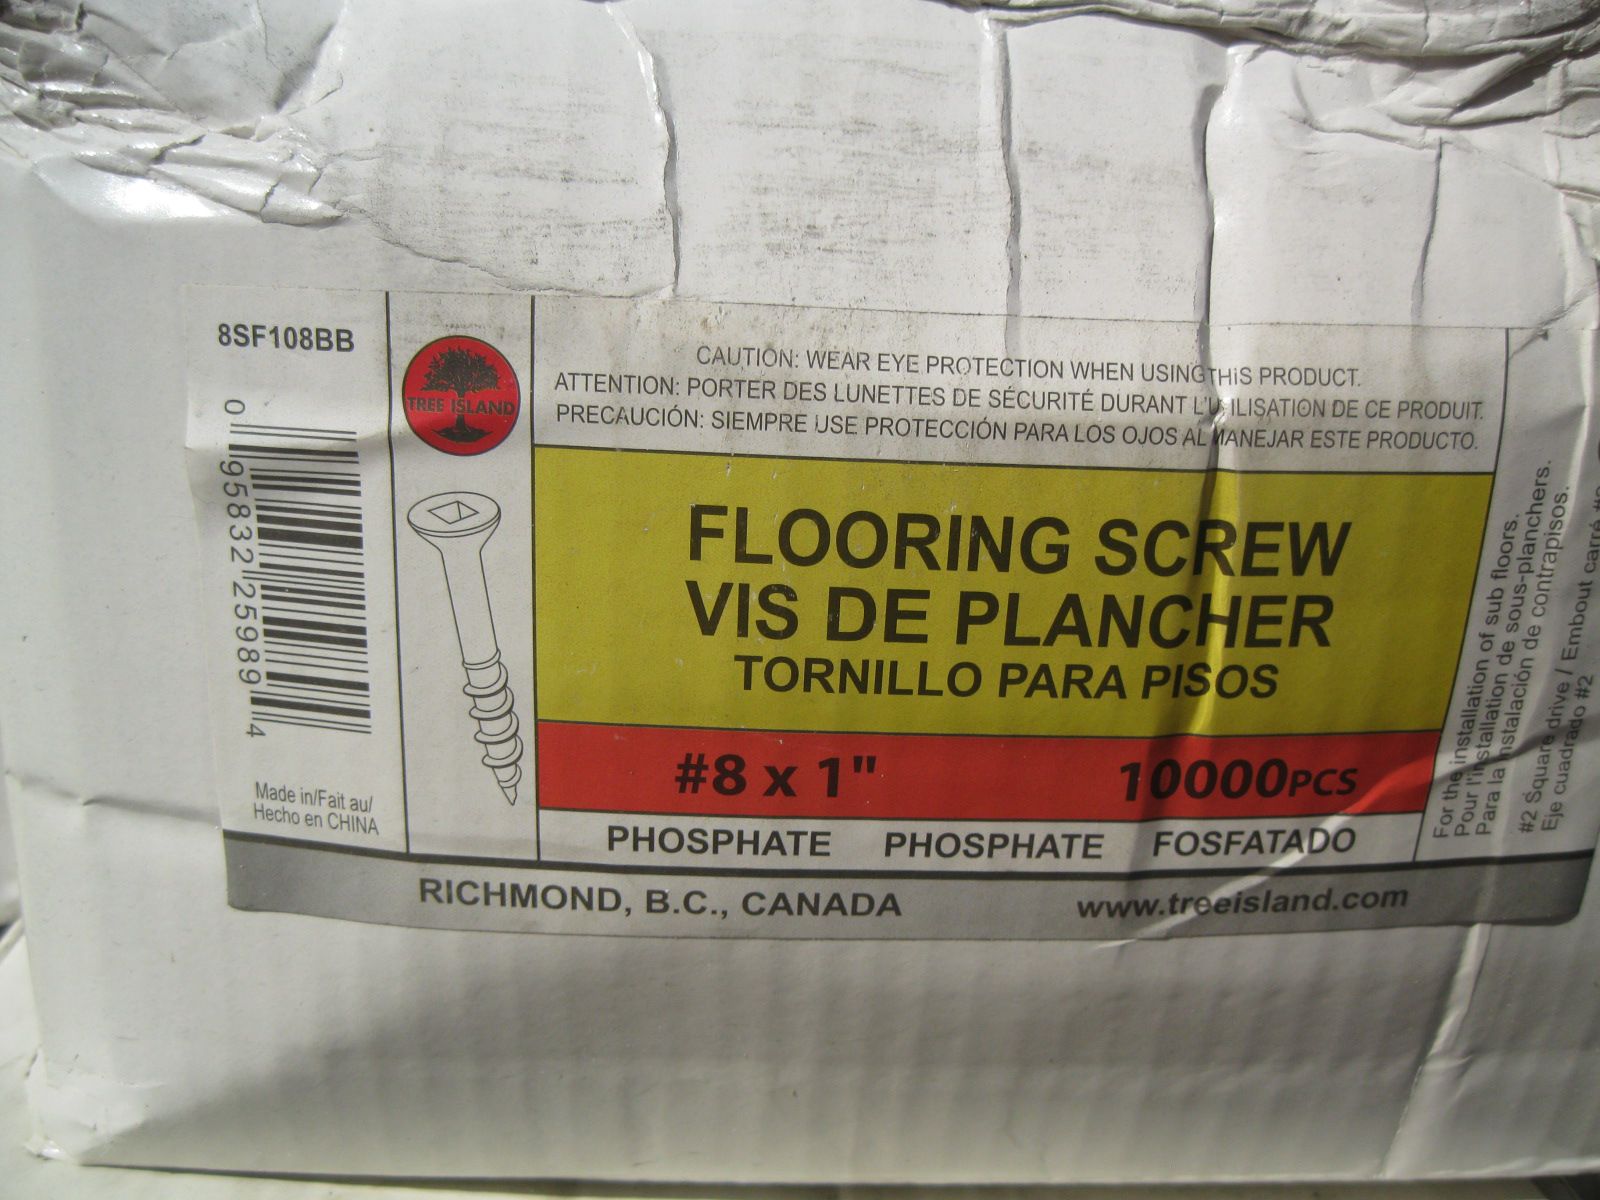 8SF108BB
0 95832 25989 4
Made in/Fait au/
Hecho en CHINA
TREE ISLAND
CAUTION: WEAR EYE PROTECTION WHEN USING THIS PRODUCT.
ATTENTION: PORTER DES LUNETTES DE SÉCURITÉ DURANT L'UTILISATION DE CE PRODUIT.
PRECAUCIÓN: SIEMPRE USE PROTECCIÓN PARA LOS OJOS AL MANEJAR ESTE PRODUCTO.
FLOORING SCREW
VIS DE PLANCHER
TORNILLO PARA PISOS
#8 x 1" 10000PCS
PHOSPHATE PHOSPHATE FOSFATADO
RICHMOND, B.C., CANADA www.treeisland.com
For the installation of sub floors.
Pour l'installation de sous-planchers.
Para la instalación de contrapisos.
#2 Square drive / Embout carré
Eje cuadrado #2